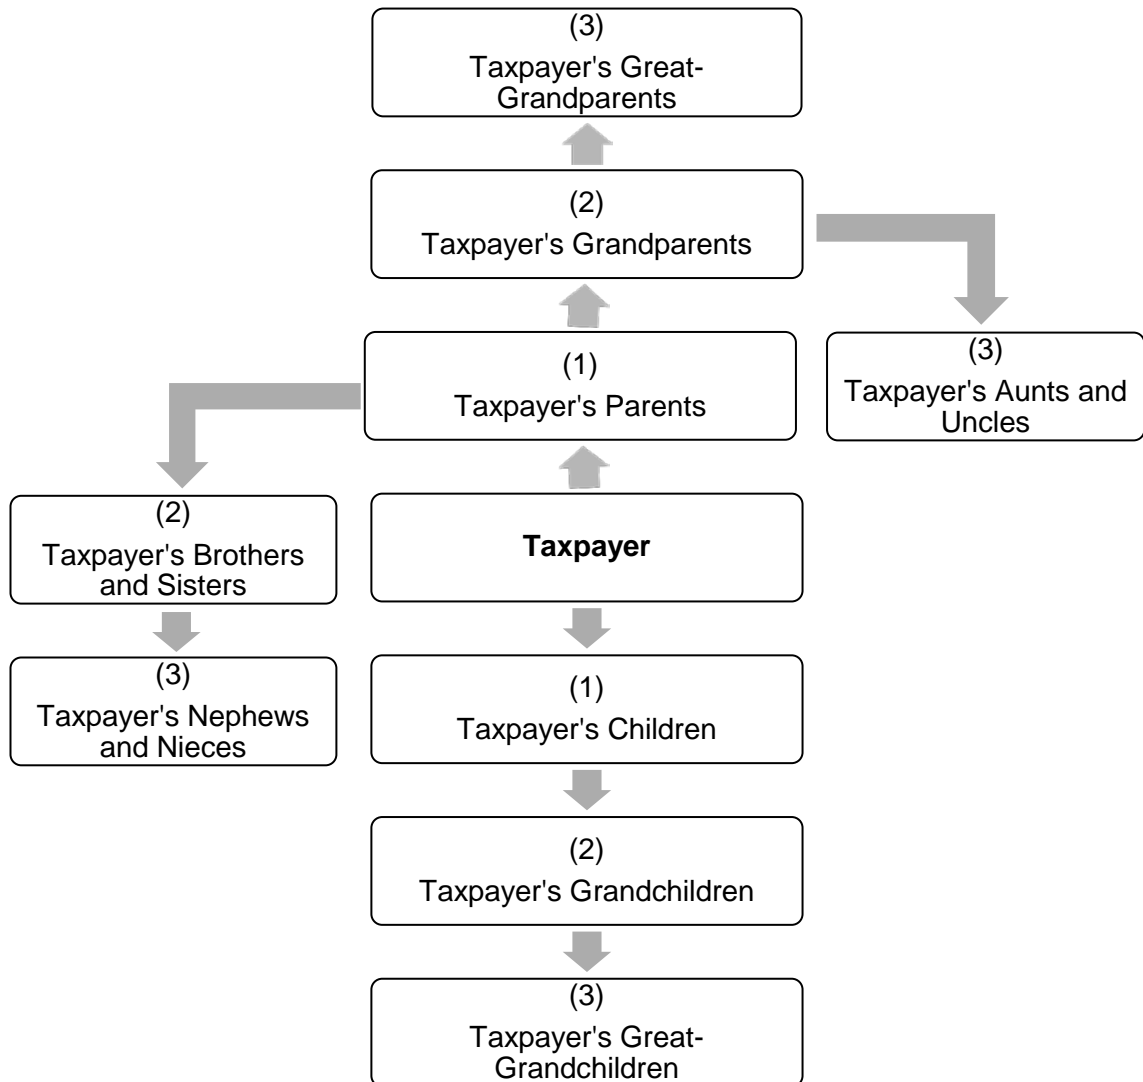 (3)
Taxpayer's Great-
Grandparents
(2)
Taxpayer's Grandparents
(1)
Taxpayer's Parents
(3)
Taxpayer's Aunts and
Uncles
(2)
Taxpayer's Brothers
and Sisters
Taxpayer
(3)
Taxpayer's Nephews
and Nieces
(1)
Taxpayer's Children
(2)
Taxpayer's Grandchildren
(3)
Taxpayer's Great-
Grandchildren